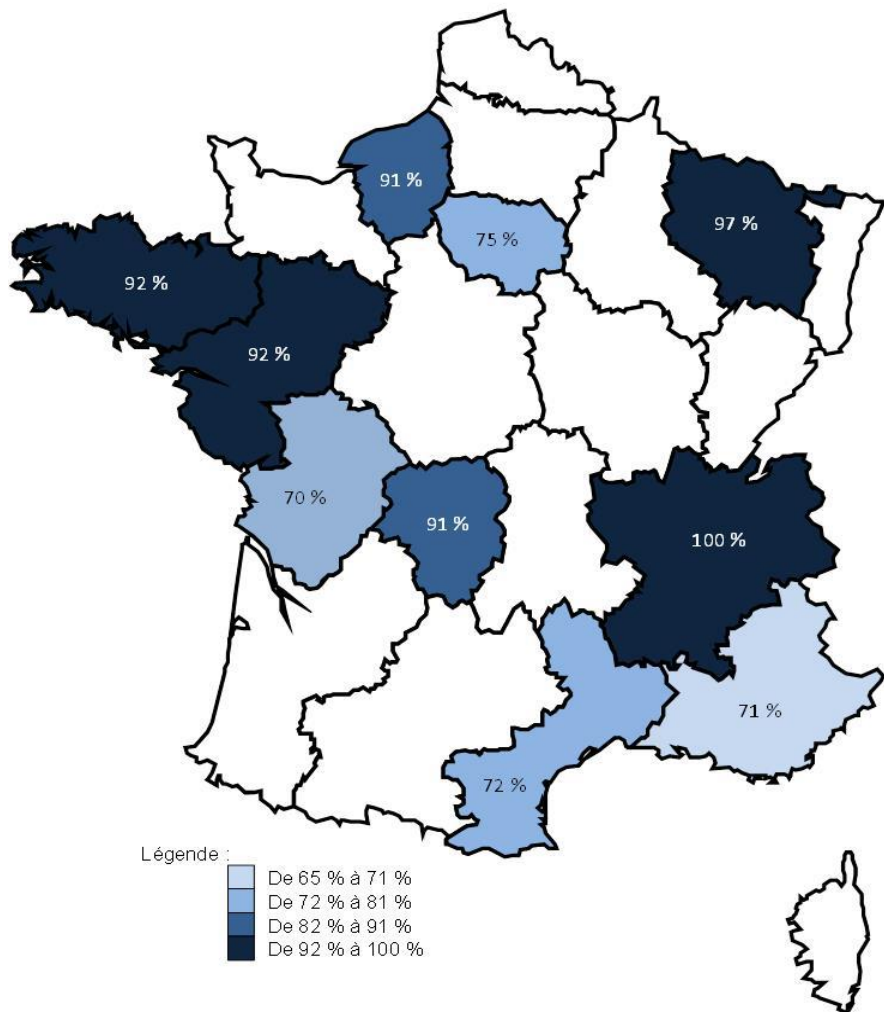 91 %
97 %
75 %
92 %
92 %
70 %
91 %
100 %
71 %
72 %
Légende :
De 65 % à 71 %
De 72 % à 81 %
De 82 % à 91 %
De 92 % à 100 %